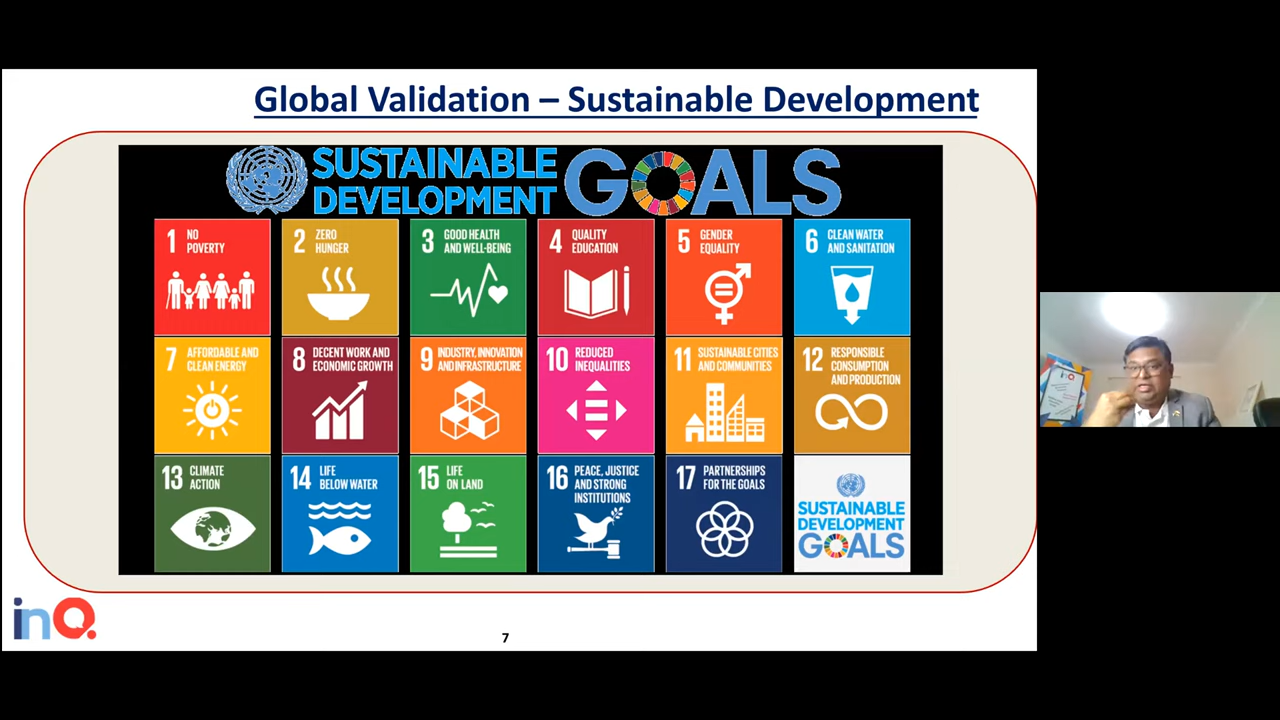 Global Validation – Sustainable Development
SUSTAINABLE
DEVELOPMENT
GOALS
1 NO
POVERTY
2 ZERO
HUNGER
3 GOOD HEALTH
AND WELL-BEING
4 QUALITY
EDUCATION
5 GENDER
EQUALITY
6 CLEAN WATER
AND SANITATION
7 AFFORDABLE AND
CLEAN ENERGY
8 DECENT WORK AND
ECONOMIC GROWTH
9 INDUSTRY, INNOVATION
AND INFRASTRUCTURE
10 REDUCED
INEQUALITIES
11 SUSTAINABLE CITIES
AND COMMUNITIES
12 RESPONSIBLE
CONSUMPTION
AND PRODUCTION
13 CLIMATE
ACTION
14 LIFE
BELOW WATER
15 LIFE
ON LAND
16 PEACE, JUSTICE
AND STRONG
INSTITUTIONS
17 PARTNERSHIPS
FOR THE GOALS
SUSTAINABLE
DEVELOPMENT
GOALS
inQ.
7